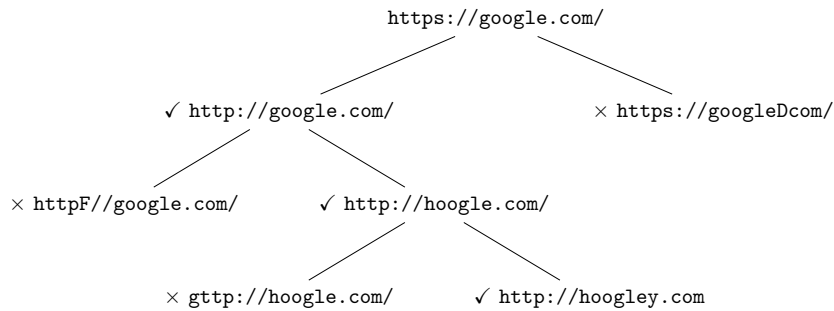 https://google.com/
✓ http://google.com/
× https://googleDcom/
× httpF//google.com/
✓ http://hoogle.com/
× gttp://hoogle.com/
✓ http://hoogley.com